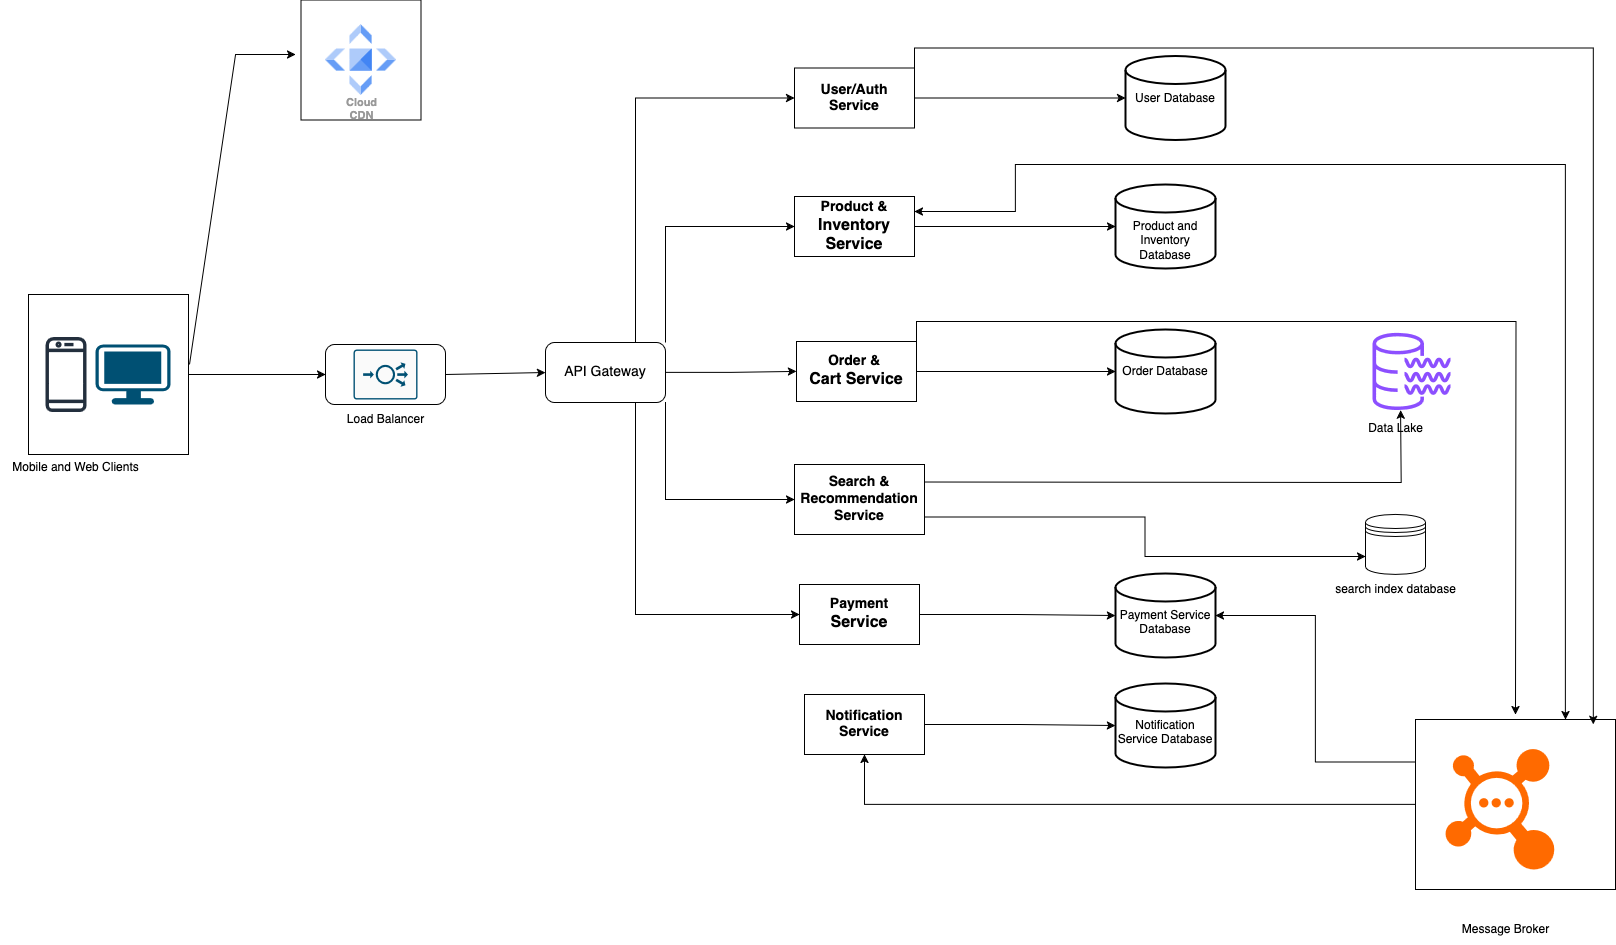 Cloud
CDN
User/Auth
Service
User Database
Product &
Inventory
Service
Product and
Inventory
Database
Mobile and Web Clients
Load Balancer
API Gateway
Order &
Cart Service
Order Database
Data Lake
Search &
Recommendation
Service
search index database
Payment
Service
Payment Service
Database
Notification
Service
Notification
Service Database
Message Broker